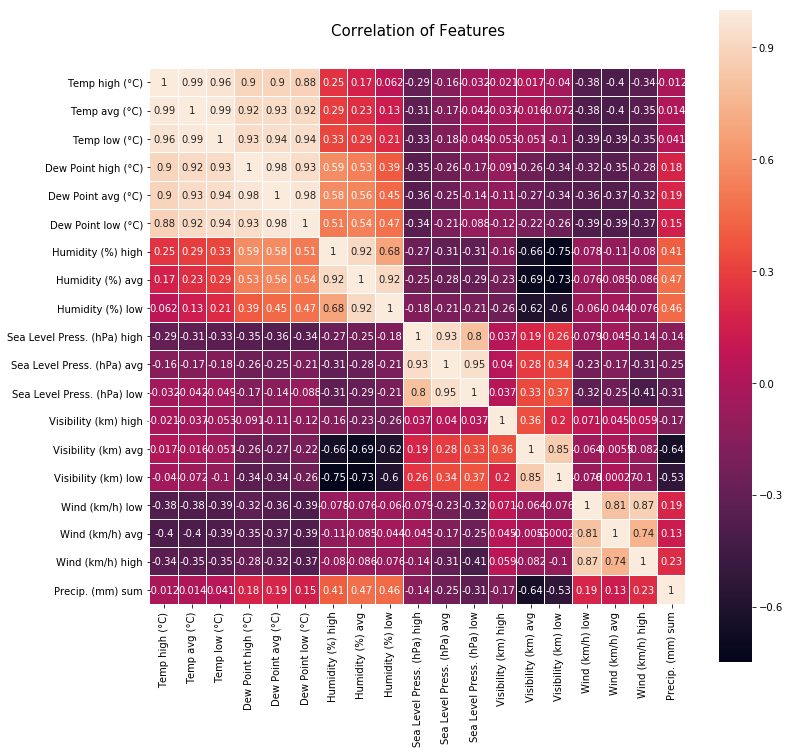 Correlation of Features
Temp high (°C) 1 0.99 0.96 0.9 0.9 0.88 0.25 0.17 0.062 -0.29 -0.16 -0.032 -0.021 0.017 -0.04 -0.38 -0.4 -0.34 -0.012
Temp avg (°C) 0.99 1 0.99 0.92 0.93 0.92 0.29 0.23 0.13 -0.31 -0.17 -0.042 -0.037 -0.016 -0.072 -0.38 -0.4 -0.35 0.014
Temp low (°C) 0.96 0.99 1 0.93 0.94 0.94 0.33 0.29 0.21 -0.33 -0.18 -0.049 -0.053 -0.051 -0.1 -0.39 -0.39 -0.35 0.041
Dew Point high (°C) 0.9 0.92 0.93 1 0.98 0.93 0.59 0.53 0.39 -0.35 -0.26 -0.17 -0.091 -0.26 -0.34 -0.32 -0.35 -0.28 0.18
Dew Point avg (°C) 0.9 0.93 0.94 0.98 1 0.98 0.58 0.56 0.45 -0.36 -0.25 -0.14 -0.11 -0.27 -0.34 -0.36 -0.37 -0.32 0.19
Dew Point low (°C) 0.88 0.92 0.94 0.93 0.98 1 0.51 0.54 0.47 -0.34 -0.21 -0.088 -0.12 -0.22 -0.26 -0.39 -0.39 -0.37 0.15
Humidity (%) high 0.25 0.29 0.33 0.59 0.58 0.51 1 0.92 0.68 -0.27 -0.31 -0.31 -0.16 -0.66 -0.75 -0.078 -0.11 -0.08 0.41
Humidity (%) avg 0.17 0.23 0.29 0.53 0.56 0.54 0.92 1 0.92 -0.25 -0.28 -0.29 -0.23 -0.69 -0.73 -0.076 -0.085 -0.086 0.47
Humidity (%) low 0.062 0.13 0.21 0.39 0.45 0.47 0.68 0.92 1 -0.18 -0.21 -0.21 -0.26 -0.62 -0.6 -0.06 -0.044 -0.076 0.46
Sea Level Press. (hPa) high -0.29 -0.31 -0.33 -0.35 -0.36 -0.34 -0.27 -0.25 -0.18 1 0.93 0.8 0.037 0.19 0.26 -0.079 -0.045 -0.14 -0.14
Sea Level Press. (hPa) avg -0.16 -0.17 -0.18 -0.26 -0.25 -0.21 -0.31 -0.28 -0.21 0.93 1 0.95 0.04 0.28 0.34 -0.23 -0.17 -0.31 -0.25
Sea Level Press. (hPa) low -0.032 -0.042 -0.049 -0.17 -0.14 -0.088 -0.31 -0.29 -0.21 0.8 0.95 1 0.037 0.33 0.37 -0.32 -0.25 -0.41 -0.31
Visibility (km) high -0.021 -0.037 -0.053 -0.091 -0.11 -0.12 -0.16 -0.23 -0.26 0.037 0.04 0.037 1 0.36 0.2 0.071 0.045 0.059 -0.17
Visibility (km) avg 0.017 -0.016 -0.051 -0.26 -0.27 -0.22 -0.66 -0.69 -0.62 0.19 0.28 0.33 0.36 1 0.85 -0.064 -0.0055 -0.082 -0.64
Visibility (km) low -0.04 -0.072 -0.1 -0.34 -0.34 -0.26 -0.75 -0.73 -0.6 0.26 0.34 0.37 0.2 0.85 1 -0.076 -0.00027 -0.1 -0.53
Wind (km/h) low -0.38 -0.38 -0.39 -0.32 -0.36 -0.39 -0.078 -0.076 -0.06 -0.079 -0.23 -0.32 0.071 -0.064 -0.076 1 0.81 0.87 0.19
Wind (km/h) avg -0.4 -0.4 -0.39 -0.35 -0.37 -0.39 -0.11 -0.085 -0.044 -0.045 -0.17 -0.25 0.045 -0.0055 -0.00027 0.81 1 0.74 0.13
Wind (km/h) high -0.34 -0.35 -0.35 -0.28 -0.32 -0.37 -0.08 -0.086 -0.076 -0.14 -0.31 -0.41 0.059 -0.082 -0.1 0.87 0.74 1 0.23
Precip. (mm) sum -0.012 0.014 0.041 0.18 0.19 0.15 0.41 0.47 0.46 -0.14 -0.25 -0.31 -0.17 -0.64 -0.53 0.19 0.13 0.23 1
Temp high (°C)
Temp avg (°C)
Temp low (°C)
Dew Point high (°C)
Dew Point avg (°C)
Dew Point low (°C)
Humidity (%) high
Humidity (%) avg
Humidity (%) low
Sea Level Press. (hPa) high
Sea Level Press. (hPa) avg
Sea Level Press. (hPa) low
Visibility (km) high
Visibility (km) avg
Visibility (km) low
Wind (km/h) low
Wind (km/h) avg
Wind (km/h) high
Precip. (mm) sum
0.9
0.6
0.3
0.0
−0.3
−0.6